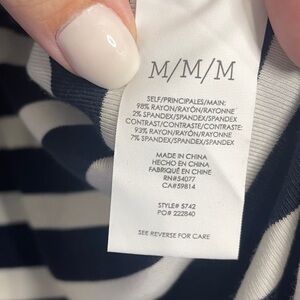 M/M/M
SELF/PRINCIPALES/MAIN:
98% RAYON/RAYON/RAYONNE
2% SPANDEX/SPANDEX/SPANDEX
CONTRAST/CONTRASTE/CONTRASTE:
93% RAYON/RAYON/RAYONNE
7% SPANDEX/SPANDEX/SPANDEX
MADE IN CHINA
HECHO EN CHINA
FABRIQUÉ EN CHINE
RN#54077
CA#59814
STYLE# 5742
PO# 222840
SEE REVERSE FOR CARE